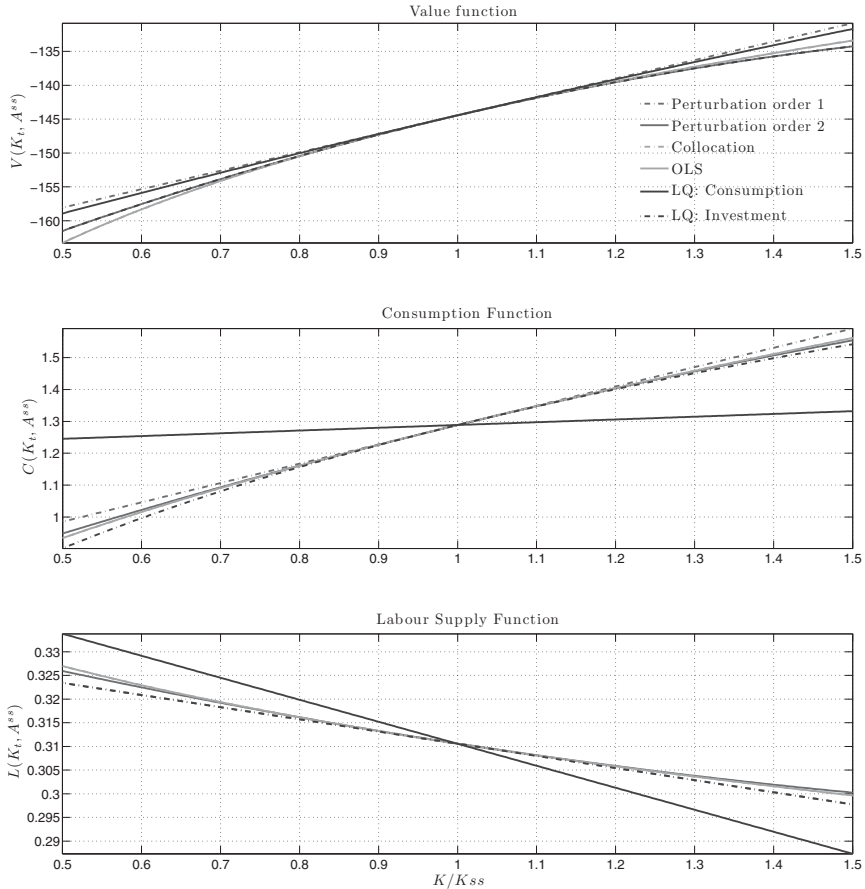 Value function
−135
−140
−145
−150
−155
−160
V(K_t, A^{ss})
Perturbation order 1
Perturbation order 2
Collocation
OLS
LQ: Consumption
LQ: Investment
0.5 0.6 0.7 0.8 0.9 1 1.1 1.2 1.3 1.4 1.5
Consumption Function
1.5
1.4
1.3
1.2
1.1
1
C(K_t, A^{ss})
0.5 0.6 0.7 0.8 0.9 1 1.1 1.2 1.3 1.4 1.5
Labour Supply Function
0.33
0.325
0.32
0.315
0.31
0.305
0.3
0.295
0.29
L(K_t, A^{ss})
0.5 0.6 0.7 0.8 0.9 1 1.1 1.2 1.3 1.4 1.5
K/Kss